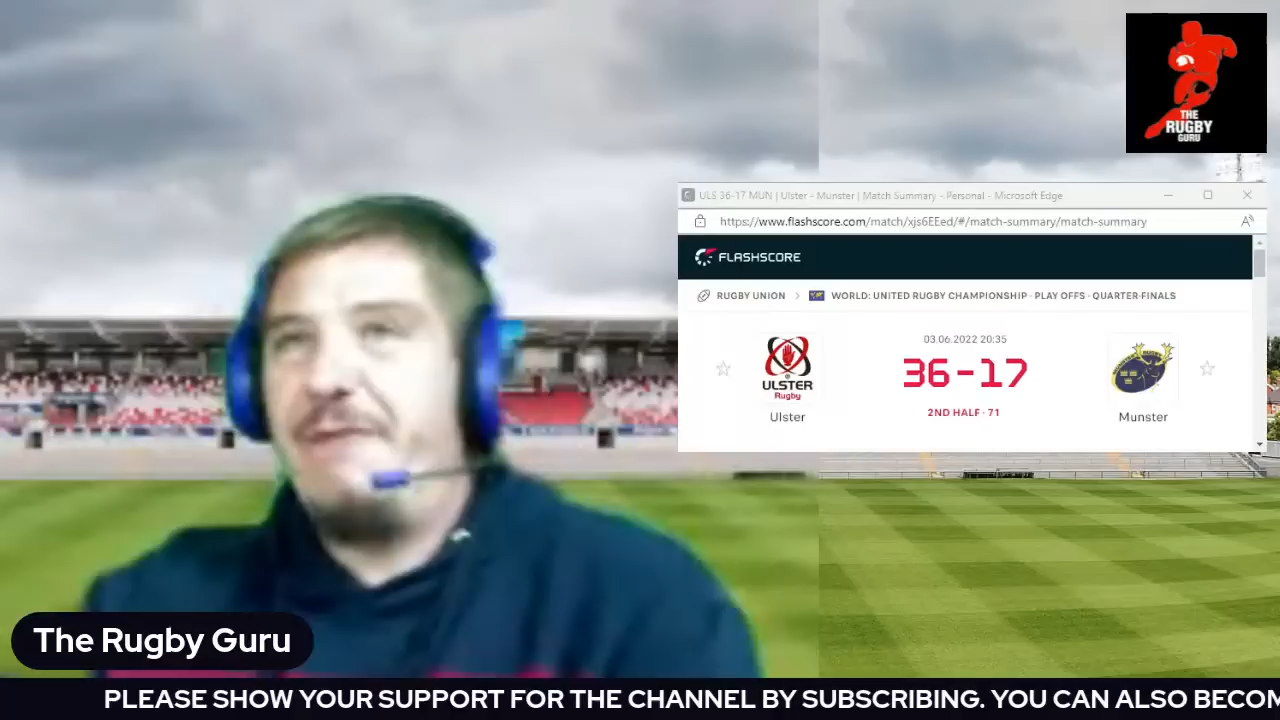 THE
RUGBY
GURU
ULS 36-17 MUN | Ulster - Munster | Match Summary - Personal - Microsoft Edge
https://www.flashscore.com/match/xjs6EEed/#/match-summary/match-summary
FLASHSCORE
RUGBY UNION > WORLD: UNITED RUGBY CHAMPIONSHIP - PLAY OFFS - QUARTER-FINALS
03.06.2022 20:35
36-17
2ND HALF · 71
ULSTER
Rugby
Ulster
Munster
The Rugby Guru
PLEASE SHOW YOUR SUPPORT FOR THE CHANNEL BY SUBSCRIBING. YOU CAN ALSO BECOM